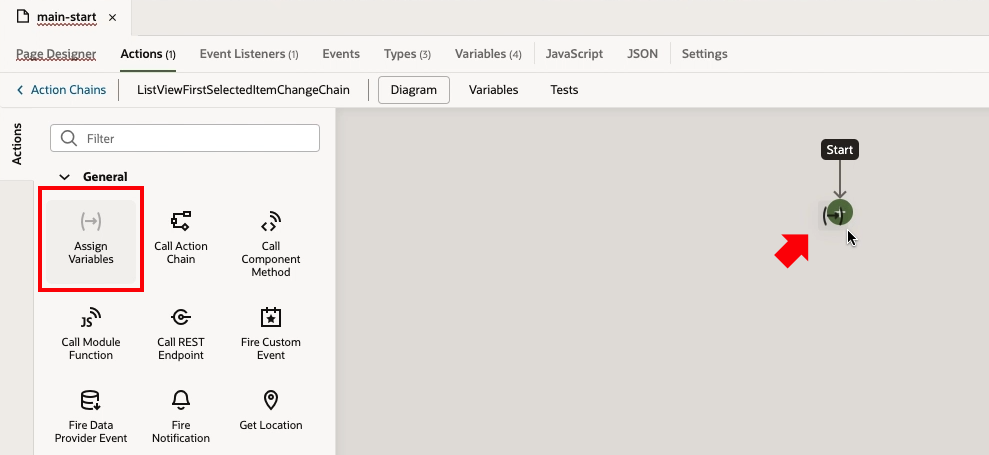 main-start ×
Page Designer Actions (1) Event Listeners (1) Events Types (3) Variables (4) JavaScript JSON Settings
Action Chains ListViewFirstSelectedItemChangeChain Diagram Variables Tests
Actions
Filter
General
Assign
Variables
Call Action
Chain
Call
Component
Method
Call Module
Function
Call REST
Endpoint
Fire Custom
Event
Fire Data
Provider Event
Fire
Notification
Get Location
Start